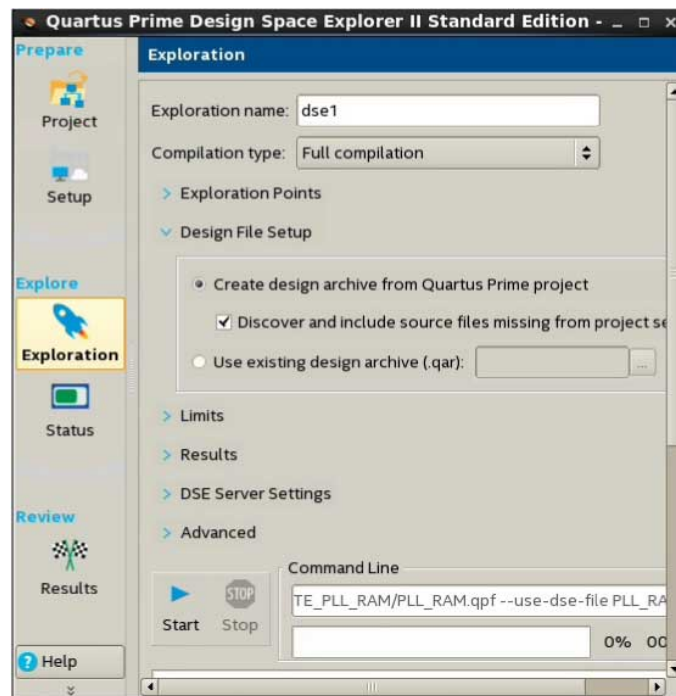 Quartus Prime Design Space Explorer II Standard Edition -
Prepare
Project
Setup
Explore
Exploration
Status
Review
Results
Help
Exploration
Exploration name: dse1
Compilation type: Full compilation
Exploration Points
Design File Setup
Create design archive from Quartus Prime project
Discover and include source files missing from project se
Use existing design archive (.qar): ...
Limits
Results
DSE Server Settings
Advanced
Start
STOP
Stop
Command Line
TE_PLL_RAM/PLL_RAM.qpf --use-dse-file PLL_RA
0% 00